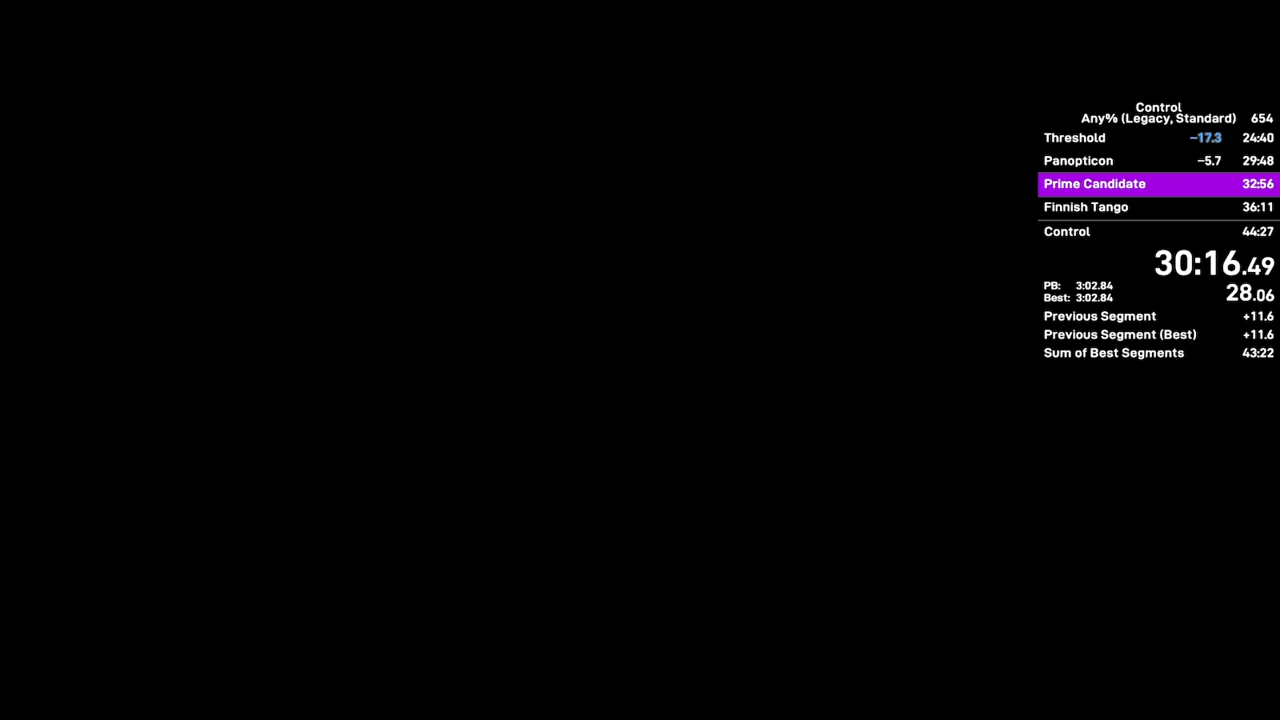 Control
Any% (Legacy, Standard) 654
Threshold −17.3 24:40
Panopticon −5.7 29:48
Prime Candidate 32:56
Finnish Tango 36:11
Control 44:27
30:16.49
PB: 3:02.84
Best: 3:02.84
28.06
Previous Segment +11.6
Previous Segment (Best) +11.6
Sum of Best Segments 43:22